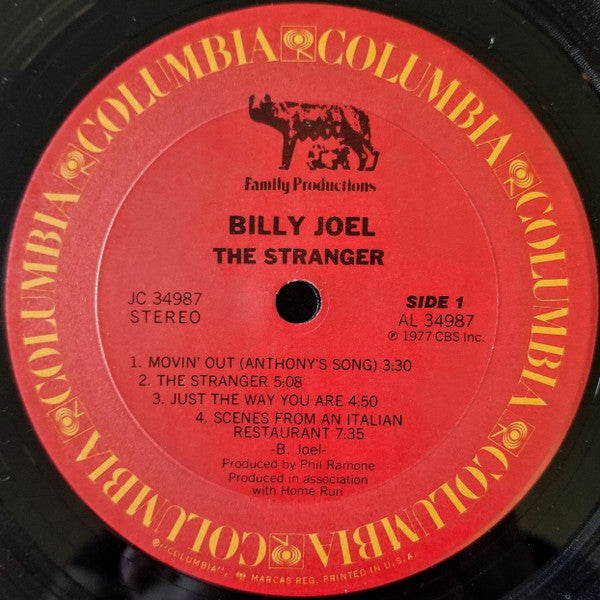 COLUMBIA COLUMBIA COLUMBIA COLUMBIA COLUMBIA COLUMBIA
Family Productions
BILLY JOEL
THE STRANGER
JC 34987
STEREO
SIDE 1
AL 34987
℗ 1977 CBS Inc.
1. MOVIN' OUT (ANTHONY'S SONG) 3:30
2. THE STRANGER 5:08
3. JUST THE WAY YOU ARE 4:50
4. SCENES FROM AN ITALIAN
RESTAURANT 7:35
-B. Joel-
Produced by Phil Ramone
Produced in association
with Home Run
"COLUMBIA", MARCAS REG. PRINTED IN U.S.A.